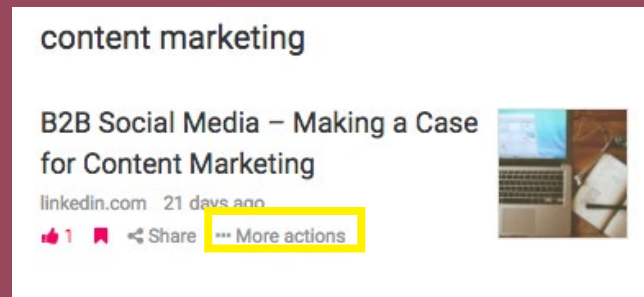 content marketing
B2B Social Media – Making a Case
for Content Marketing
linkedin.com 21 days ago
1 Share ··· More actions